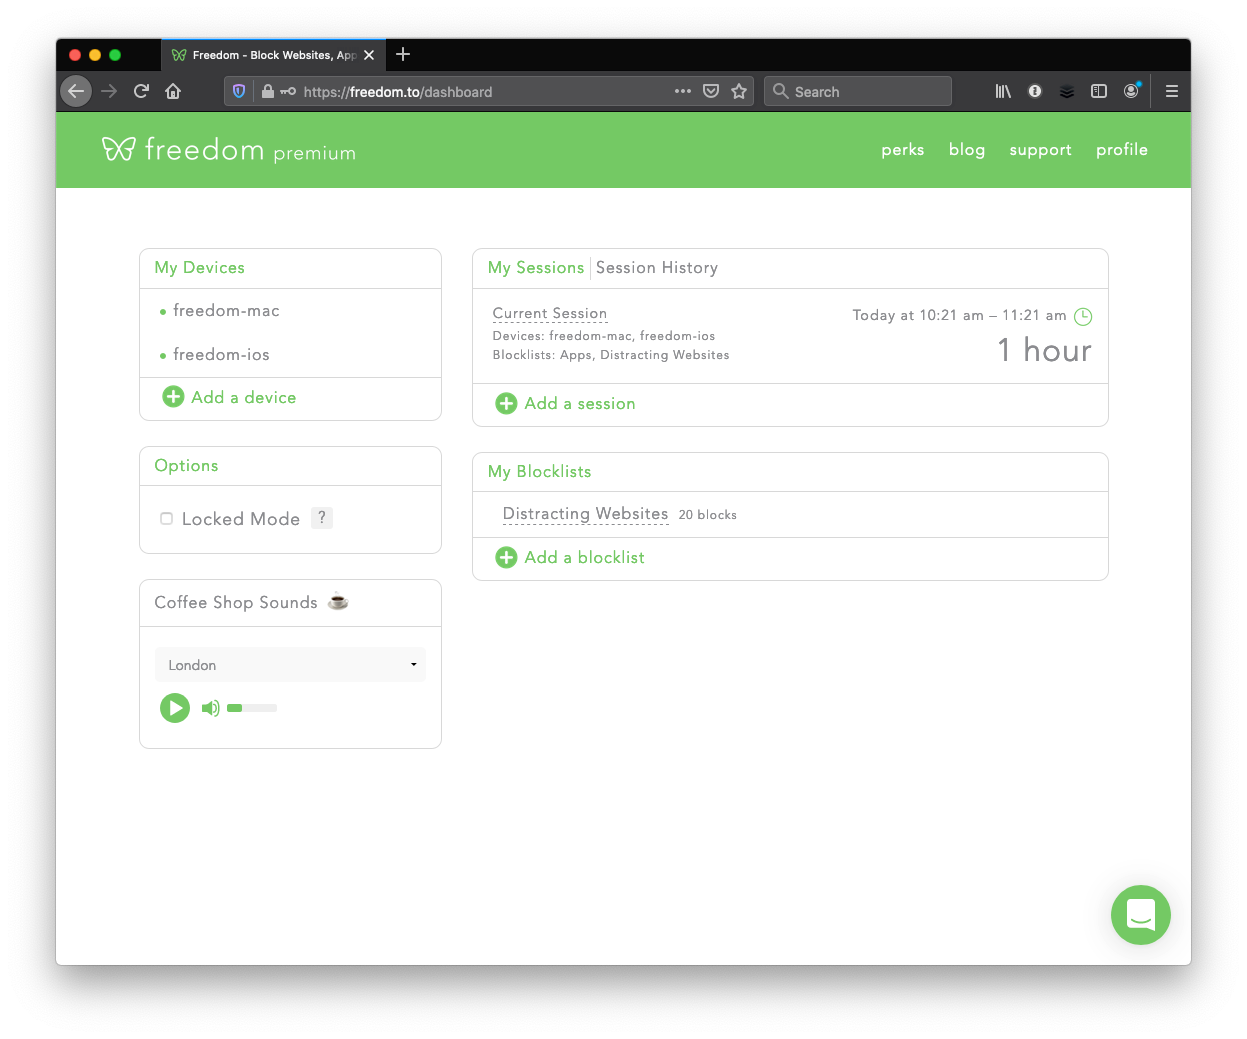 Freedom - Block Websites, App
https://freedom.to/dashboard
Search
freedom premium
perks
blog
support
profile
My Devices
freedom-mac
freedom-ios
Add a device
Options
Locked Mode ?
Coffee Shop Sounds
London
My Sessions
Session History
Current Session
Today at 10:21 am – 11:21 am
Devices: freedom-mac, freedom-ios
Blocklists: Apps, Distracting Websites
1 hour
Add a session
My Blocklists
Distracting Websites 20 blocks
Add a blocklist